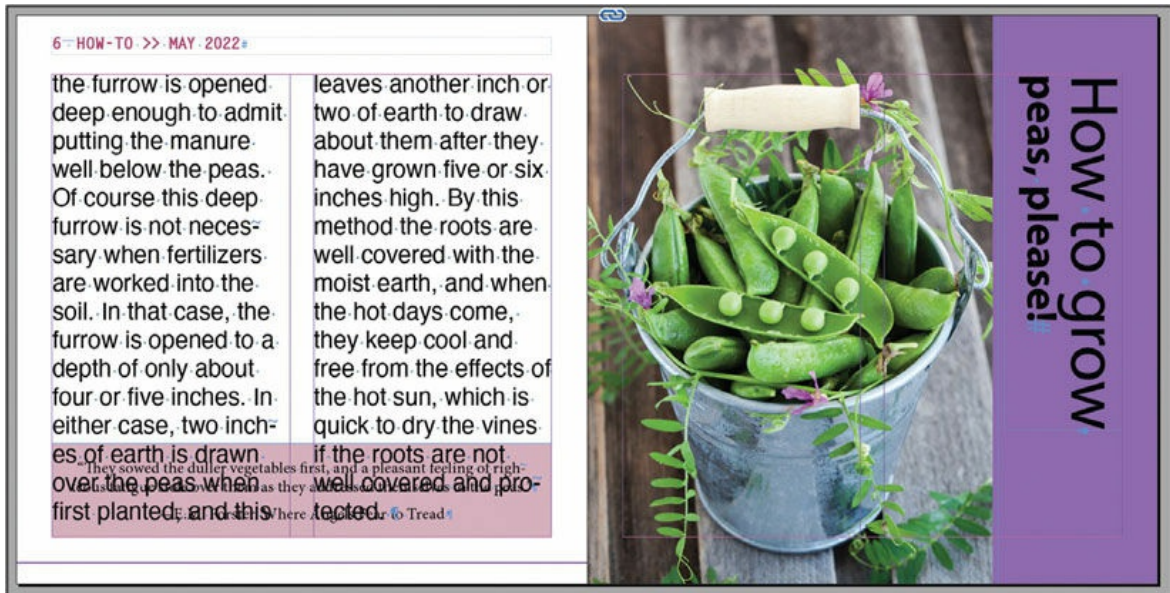 6 HOW-TO >> MAY 2022
the furrow is opened
deep enough to admit
putting the manure
well below the peas.
Of course this deep
furrow is not neces-
sary when fertilizers
are worked into the
soil. In that case, the
furrow is opened to a
depth of only about
four or five inches. In
either case, two inch-
es of earth is drawn
over the peas when
first planted; and this
leaves another inch or
two of earth to draw
about them after they
have grown five or six
inches high. By this
method the roots are
well covered with the
moist earth, and when
the hot days come,
they keep cool and
free from the effects of
the hot sun, which is
quick to dry the vines
if the roots are not
well covered and pro-
tected.
"They sowed the duller vegetables first, and a pleasant feeling of righ-
as they
Where to Tread
How to grow
peas, please!